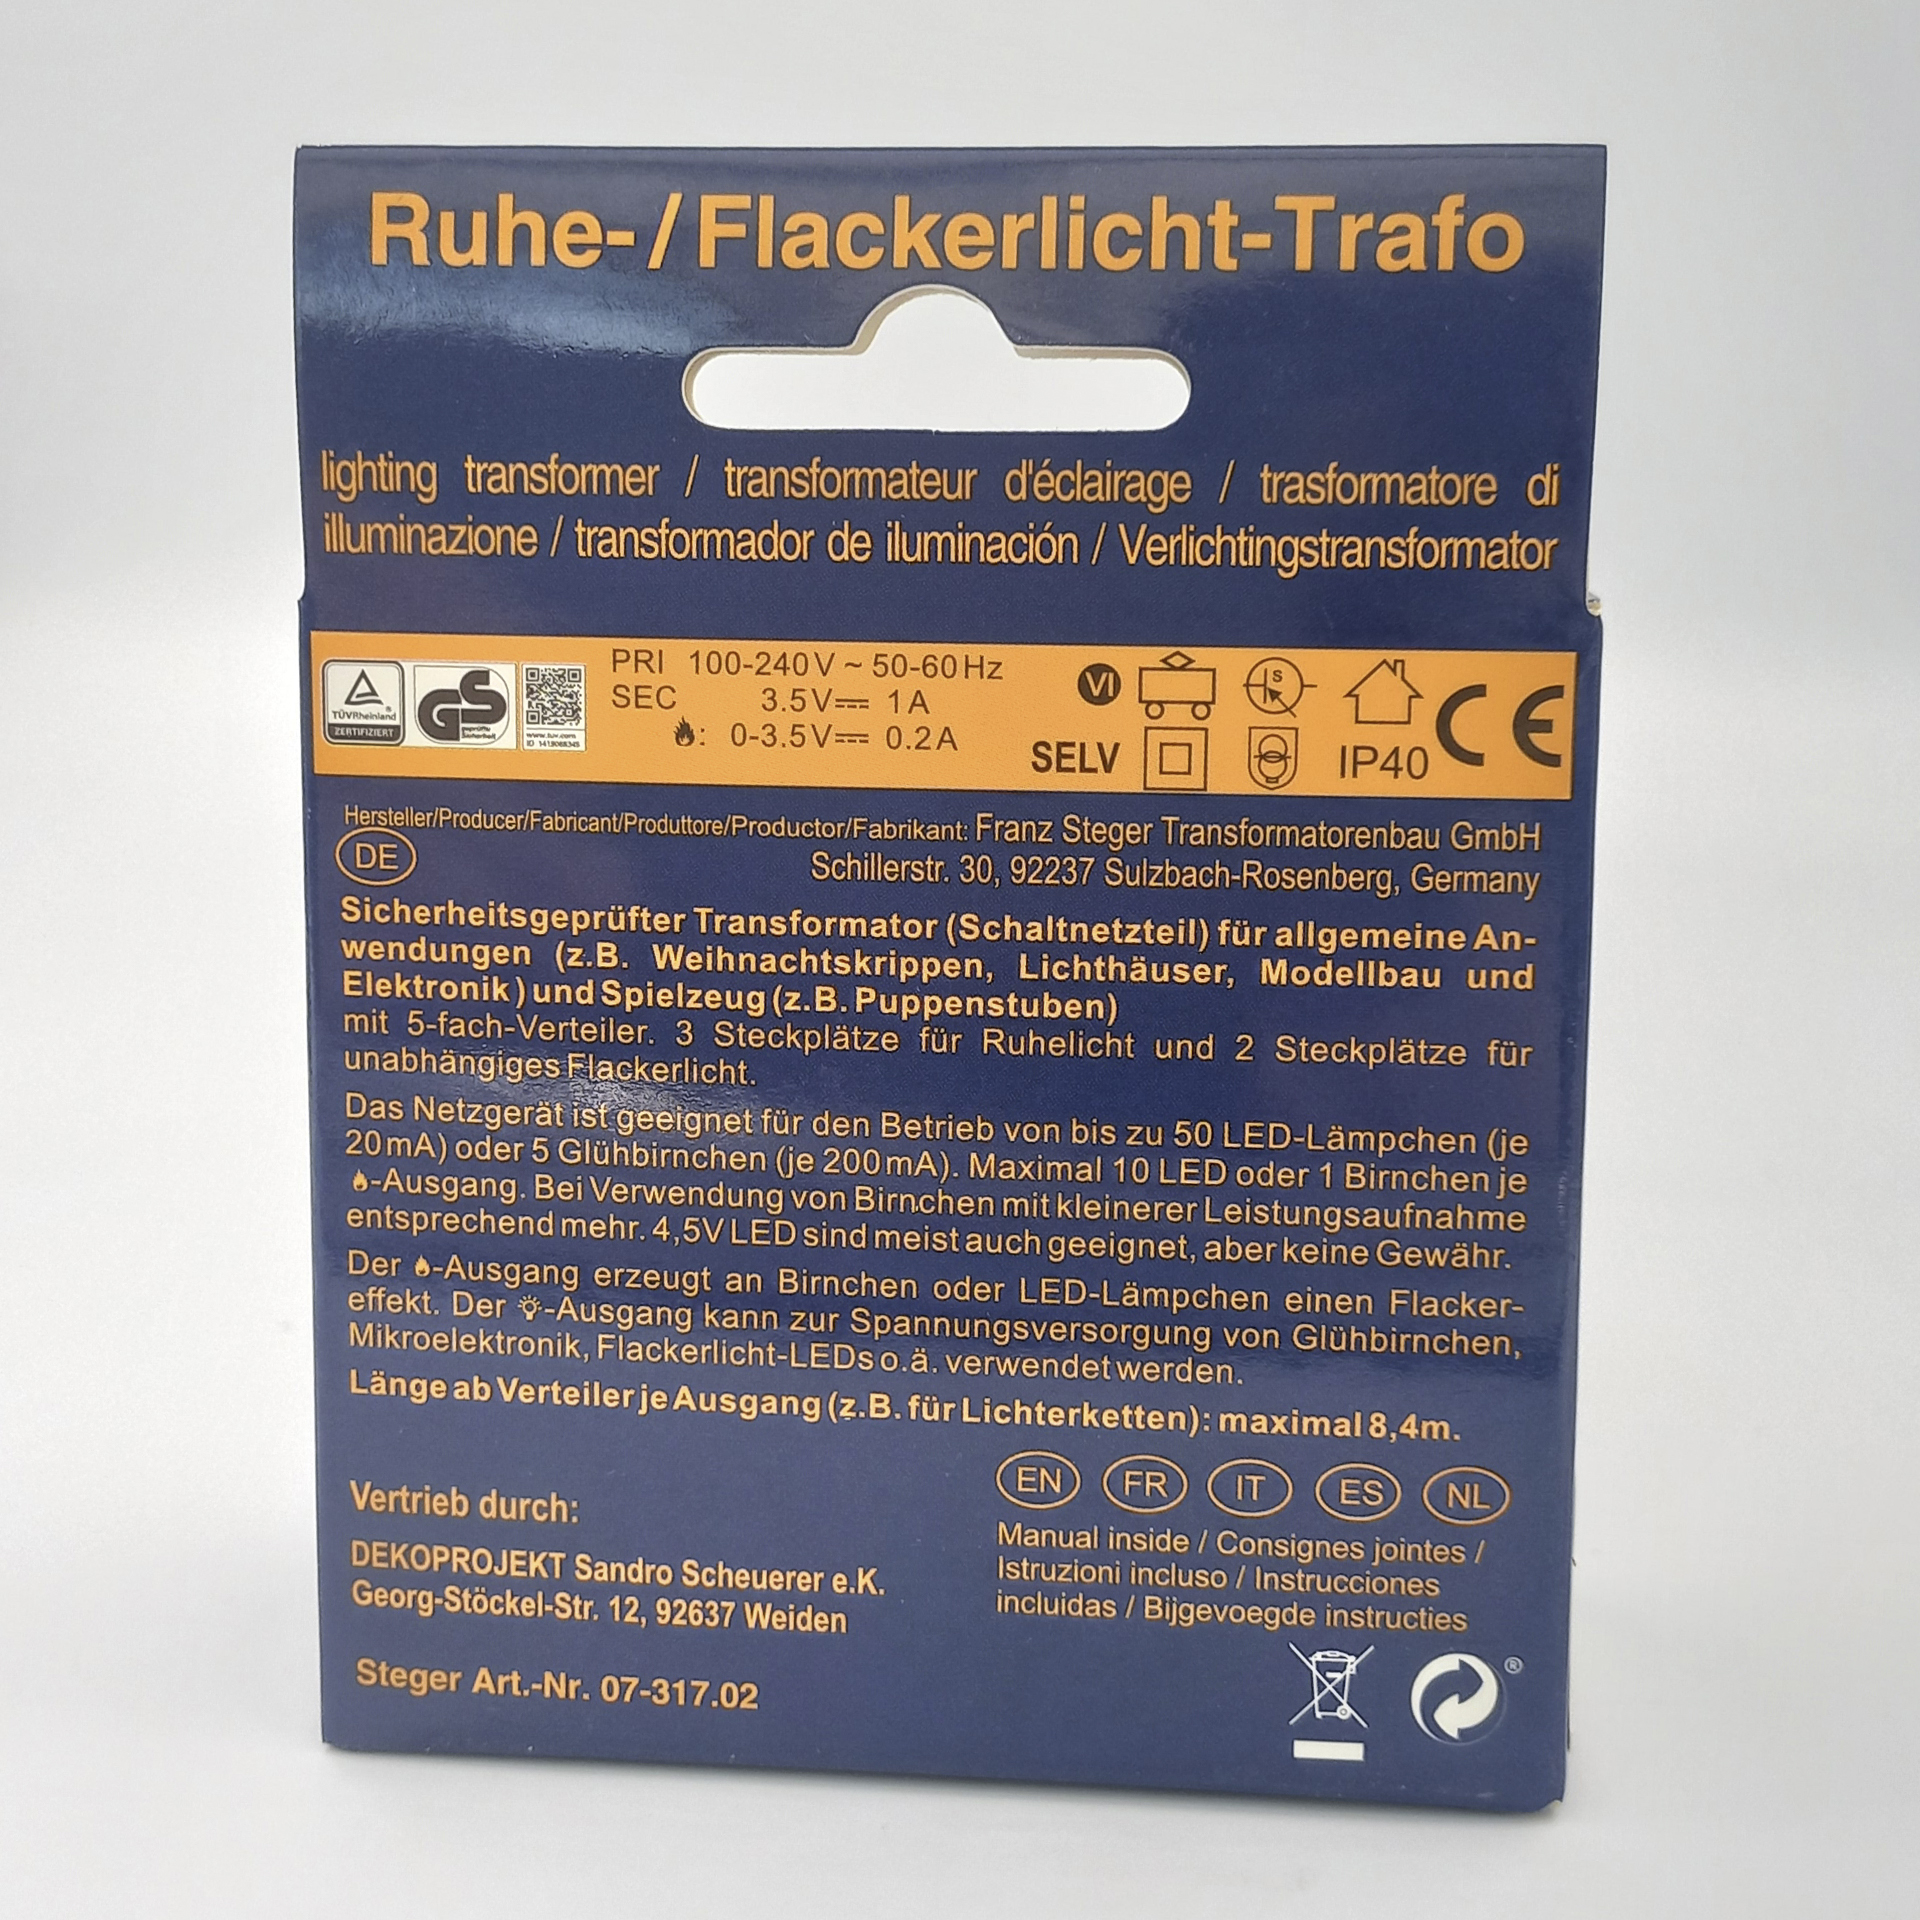 Ruhe-/Flackerlicht-Trafo
lighting transformer / transformateur d'éclairage / trasformatore di
illuminazione / transformador de iluminación / Verlichtingstransformator
TÜVRheinland
ZERTIFIZIERT
GS
geprüfte
Sicherheit
www.tuv.com
PRI 100-240V ~ 50-60Hz
SEC 3.5V⎓ 1A
: 0-3.5V⎓ 0.2A
VI
S
SELV
IP40
CE
Hersteller/Producer/Fabricant/Produttore/Productor/Fabrikant: Franz Steger Transformatorenbau GmbH
Schillerstr. 30, 92237 Sulzbach-Rosenberg, Germany
DE
Sicherheitsgeprüfter Transformator (Schaltnetzteil) für allgemeine An-
wendungen (z.B. Weihnachtskrippen, Lichthäuser, Modellbau und
Elektronik) und Spielzeug (z.B. Puppenstuben)
mit 5-fach-Verteiler. 3 Steckplätze für Ruhelicht und 2 Steckplätze für
unabhängiges Flackerlicht.
Das Netzgerät ist geeignet für den Betrieb von bis zu 50 LED-Lämpchen (je
20mA) oder 5 Glühbirnchen (je 200mA). Maximal 10 LED oder 1 Birnchen je
-Ausgang. Bei Verwendung von Birnchen mit kleinerer Leistungsaufnahme
entsprechend mehr. 4,5V LED sind meist auch geeignet, aber keine Gewähr.
Der -Ausgang erzeugt an Birnchen oder LED-Lämpchen einen Flacker-
effekt. Der -Ausgang kann zur Spannungsversorgung von Glühbirnchen,
Mikroelektronik, Flackerlicht-LEDs o.ä. verwendet werden.
Länge ab Verteiler je Ausgang (z.B. für Lichterketten): maximal 8,4m.
Vertrieb durch:
DEKOPROJEKT Sandro Scheuerer e.K.
Georg-Stöckel-Str. 12, 92637 Weiden
Steger Art.-Nr. 07-317.02
EN FR IT ES NL
Manual inside / Consignes jointes /
Istruzioni incluso / Instrucciones
incluidas / Bijgevoegde instructies
®